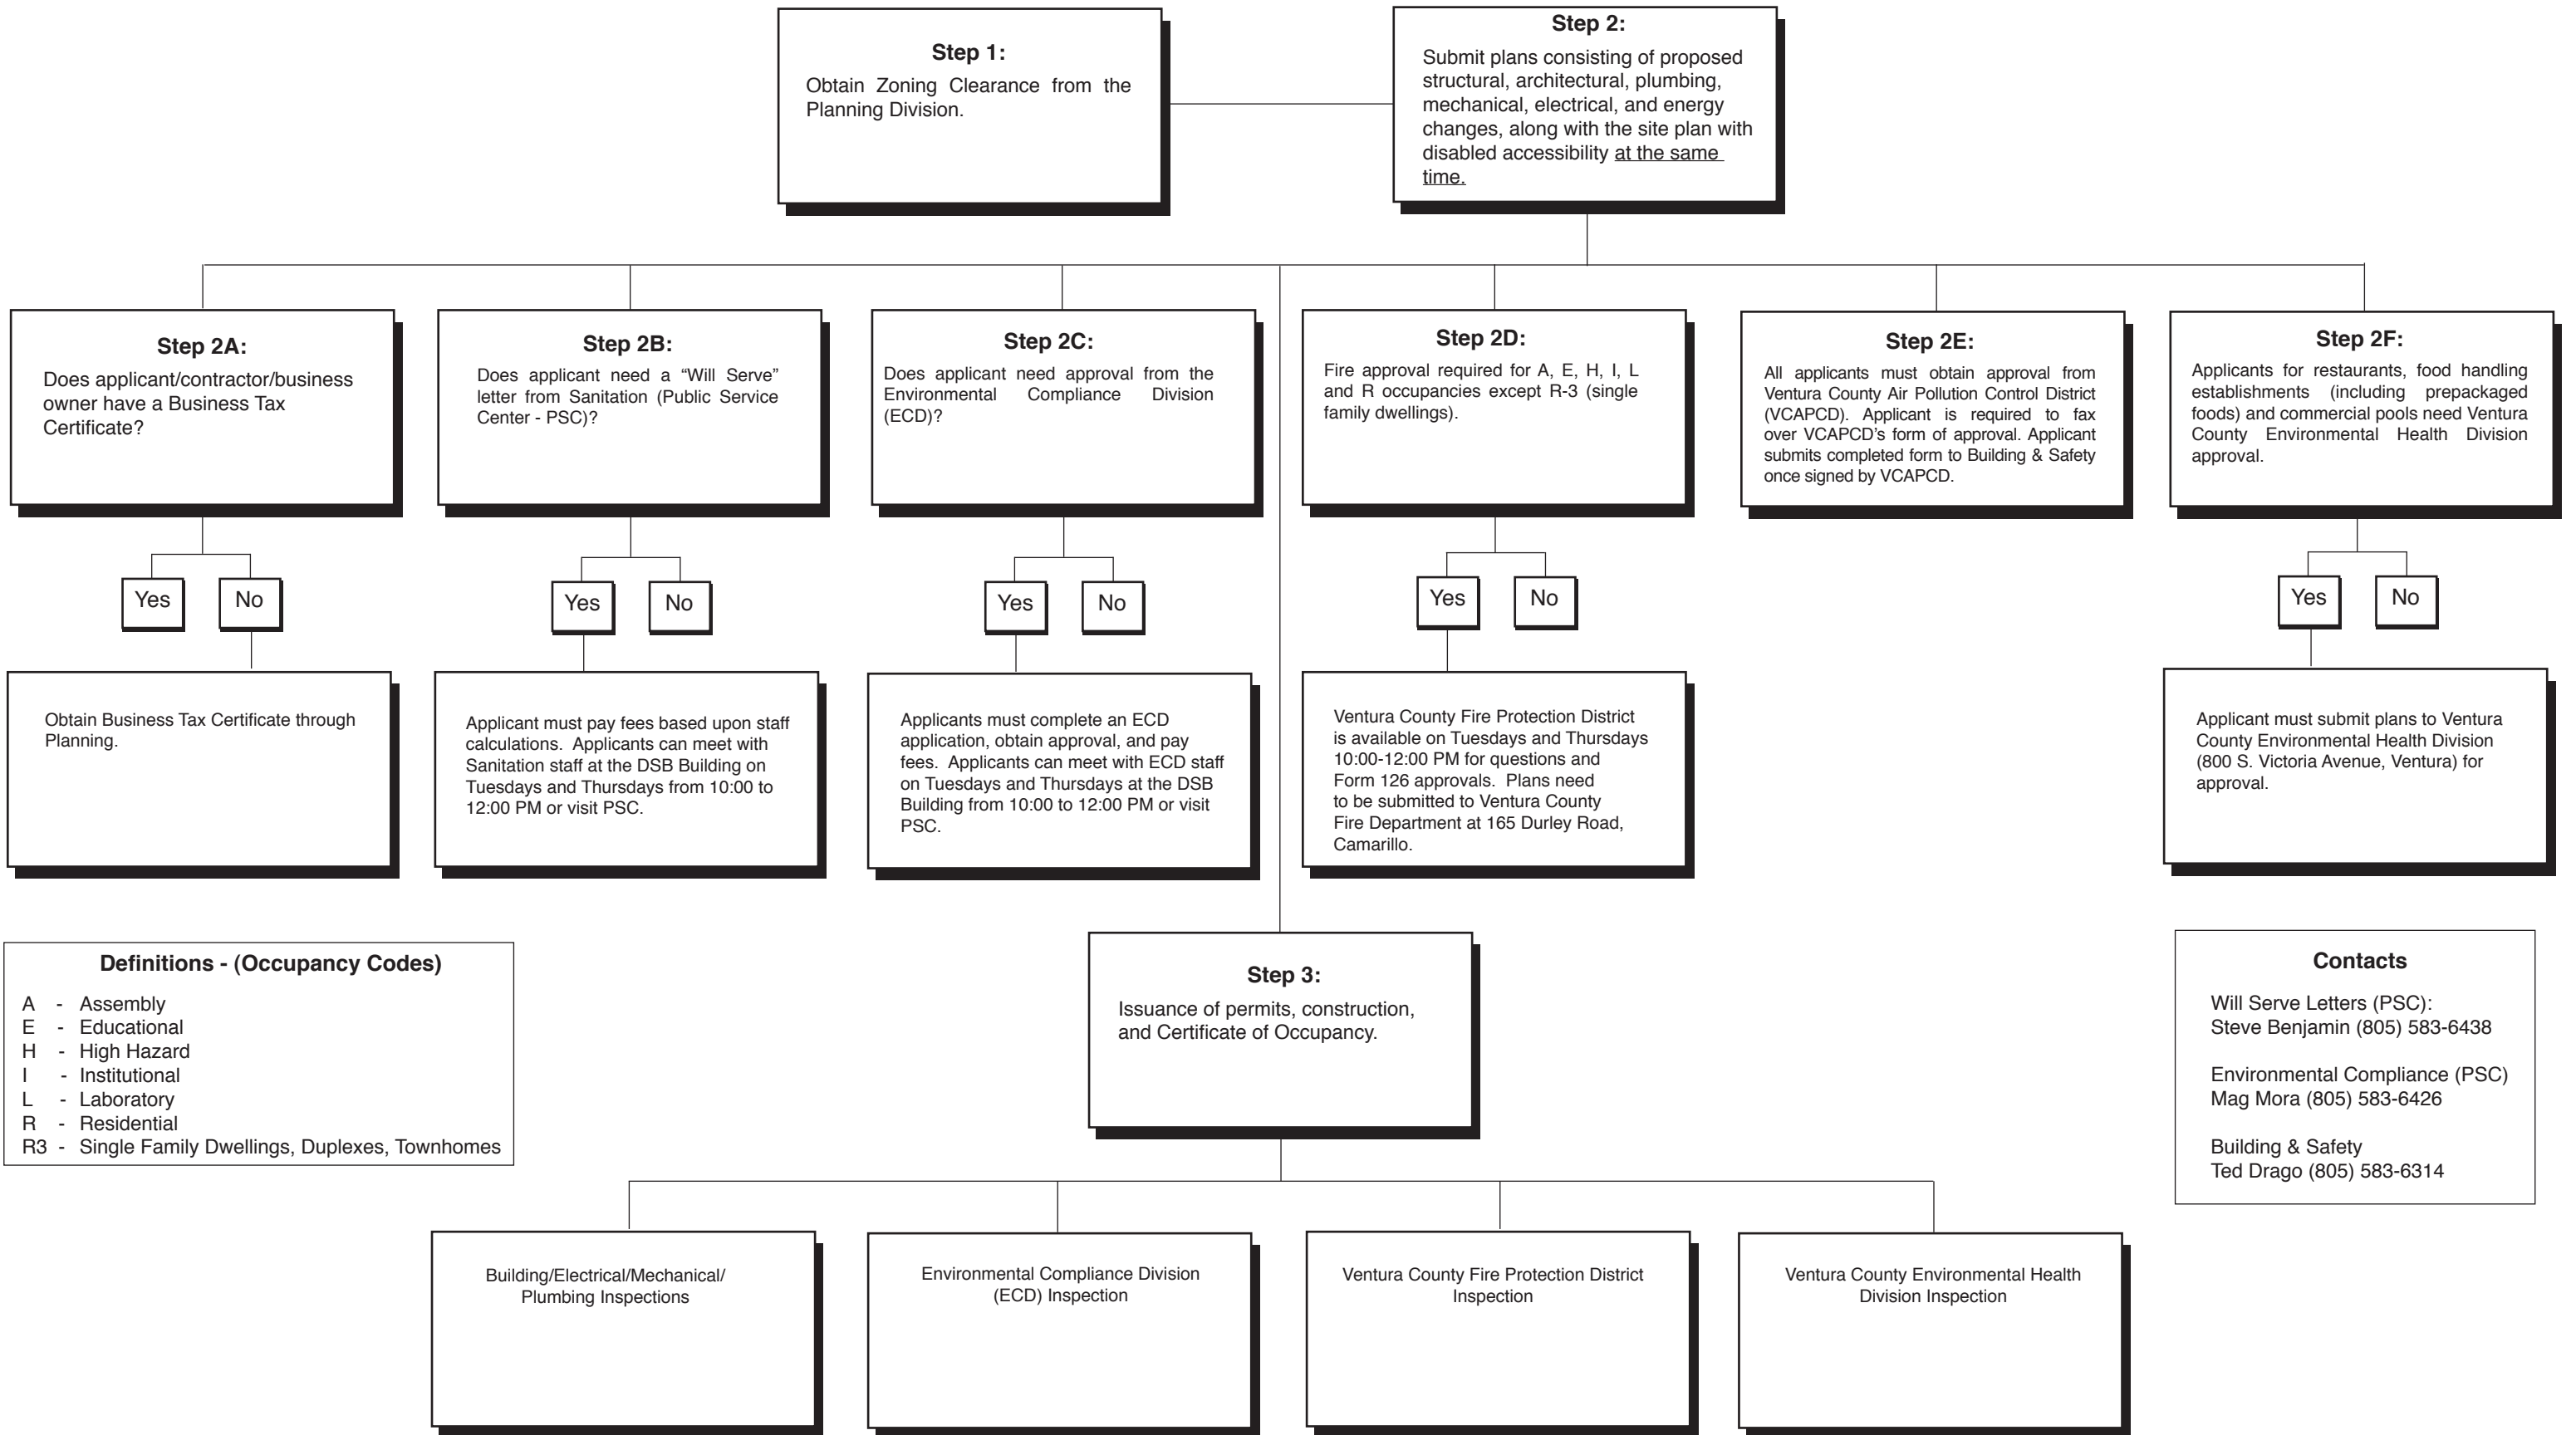 Step 1:
Obtain Zoning Clearance from the
Planning Division.
Step 2:
Submit plans consisting of proposed
structural, architectural, plumbing,
mechanical, electrical, and energy
changes, along with the site plan with
disabled accessibility at the same
time.
Step 2A:
Does applicant/contractor/business
owner have a Business Tax
Certificate?
Step 2B:
Does applicant need a “Will Serve”
letter from Sanitation (Public Service
Center - PSC)?
Step 2C:
Does applicant need approval from the
Environmental Compliance Division
(ECD)?
Step 2D:
Fire approval required for A, E, H, I, L
and R occupancies except R-3 (single
family dwellings).
Step 2E:
All applicants must obtain approval from
Ventura County Air Pollution Control District
(VCAPCD). Applicant is required to fax
over VCAPCD’s form of approval. Applicant
submits completed form to Building & Safety
once signed by VCAPCD.
Step 2F:
Applicants for restaurants, food handling
establishments (including prepackaged
foods) and commercial pools need Ventura
County Environmental Health Division
approval.
Yes
No
Yes
No
Yes
No
Yes
No
Yes
No
Obtain Business Tax Certificate through
Planning.
Applicant must pay fees based upon staff
calculations. Applicants can meet with
Sanitation staff at the DSB Building on
Tuesdays and Thursdays from 10:00 to
12:00 PM or visit PSC.
Applicants must complete an ECD
application, obtain approval, and pay
fees. Applicants can meet with ECD staff
on Tuesdays and Thursdays at the DSB
Building from 10:00 to 12:00 PM or visit
PSC.
Ventura County Fire Protection District
is available on Tuesdays and Thursdays
10:00-12:00 PM for questions and
Form 126 approvals. Plans need
to be submitted to Ventura County
Fire Department at 165 Durley Road,
Camarillo.
Applicant must submit plans to Ventura
County Environmental Health Division
(800 S. Victoria Avenue, Ventura) for
approval.
Definitions - (Occupancy Codes)
A - Assembly
E - Educational
H - High Hazard
I - Institutional
L - Laboratory
R - Residential
R3 - Single Family Dwellings, Duplexes, Townhomes
Step 3:
Issuance of permits, construction,
and Certificate of Occupancy.
Contacts
Will Serve Letters (PSC):
Steve Benjamin (805) 583-6438
Environmental Compliance (PSC)
Mag Mora (805) 583-6426
Building & Safety
Ted Drago (805) 583-6314
Building/Electrical/Mechanical/
Plumbing Inspections
Environmental Compliance Division
(ECD) Inspection
Ventura County Fire Protection District
Inspection
Ventura County Environmental Health
Division Inspection